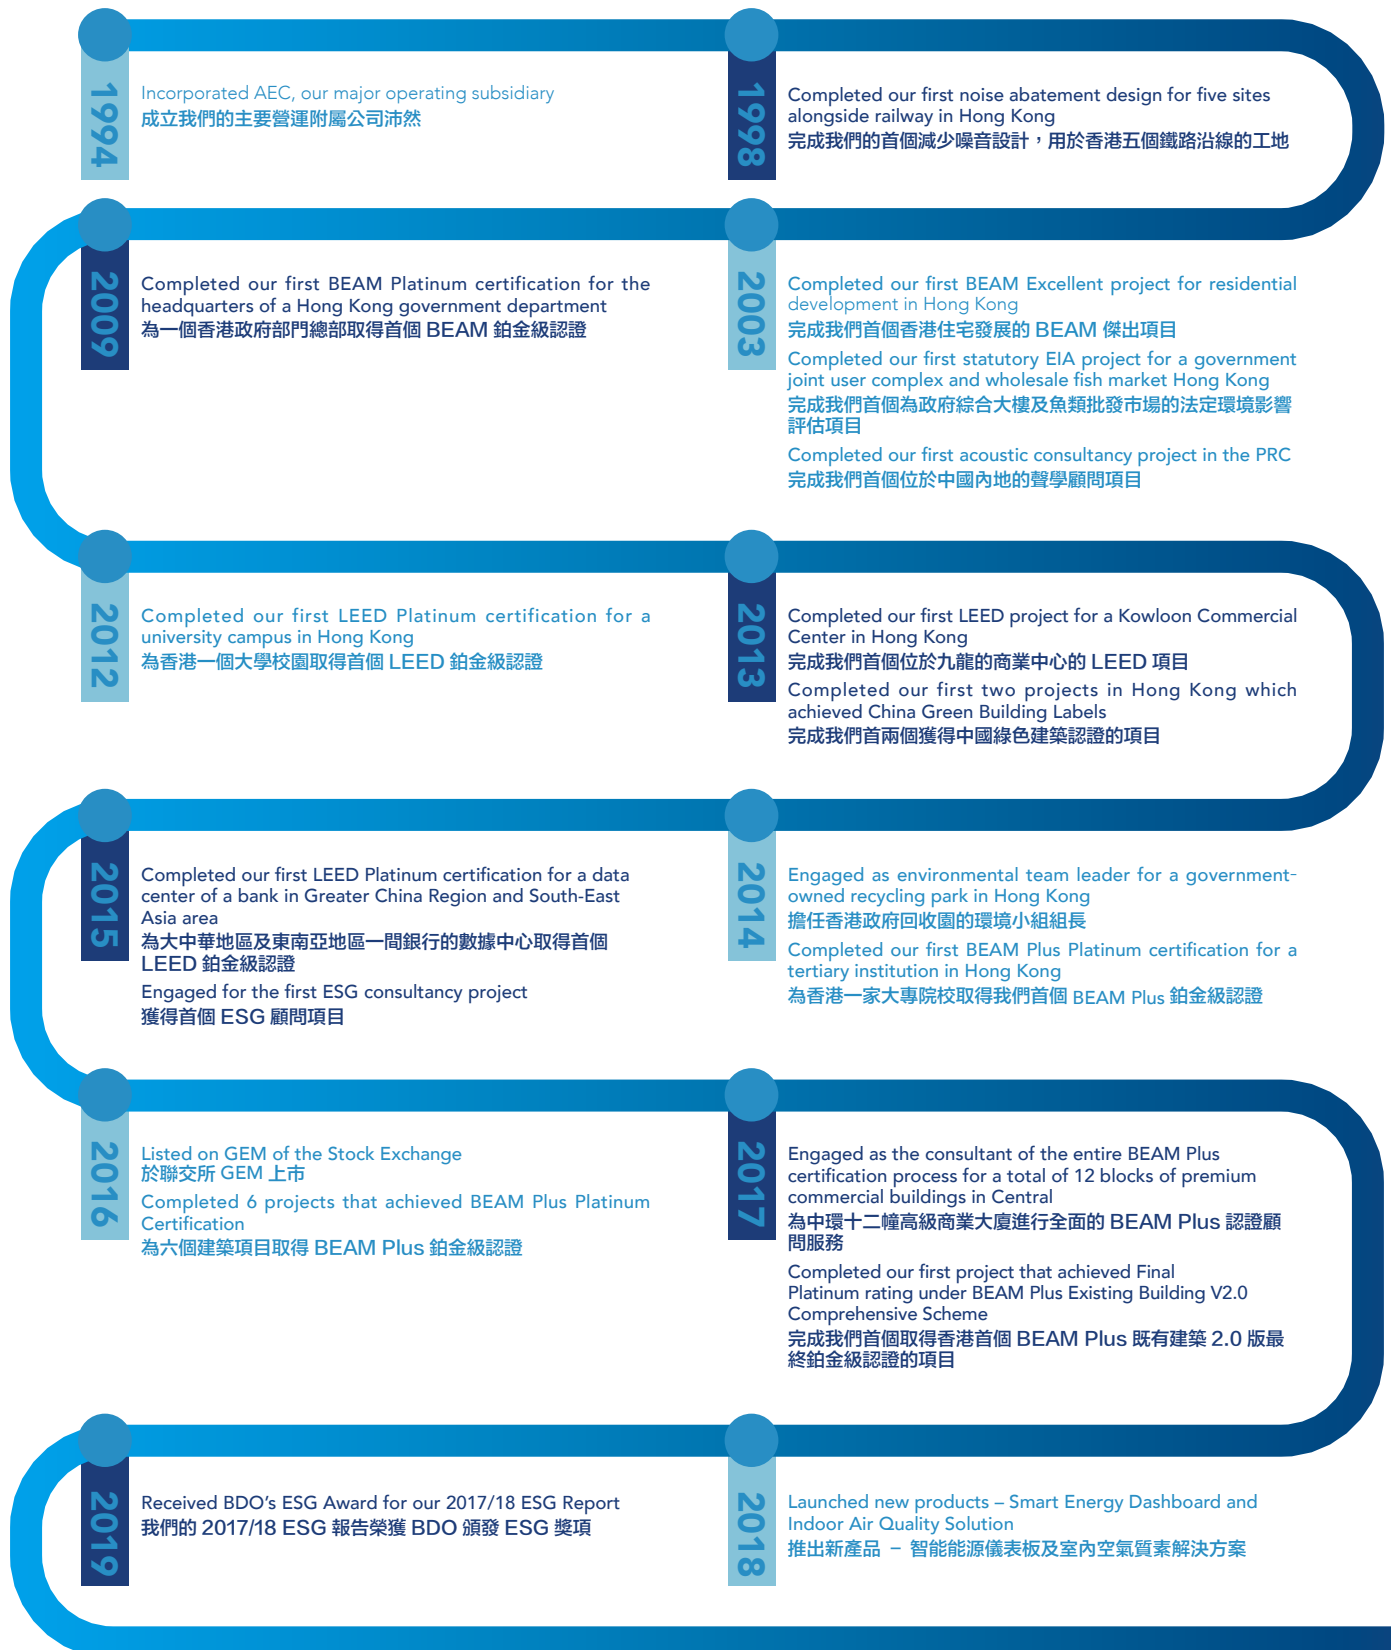 1994
Incorporated AEC, our major operating subsidiary
成立我們的主要營運附屬公司沛然
1998
Completed our first noise abatement design for five sites
alongside railway in Hong Kong
完成我們的首個減少噪音設計，用於香港五個鐵路沿線的工地
2003
Completed our first BEAM Excellent project for residential
development in Hong Kong
完成我們首個香港住宅發展的 BEAM 傑出項目
Completed our first statutory EIA project for a government
joint user complex and wholesale fish market Hong Kong
完成我們首個為政府綜合大樓及魚類批發市場的法定環境影響
評估項目
Completed our first acoustic consultancy project in the PRC
完成我們首個位於中國內地的聲學顧問項目
2009
Completed our first BEAM Platinum certification for the
headquarters of a Hong Kong government department
為一個香港政府部門總部取得首個 BEAM 鉑金級認證
2012
Completed our first LEED Platinum certification for a
university campus in Hong Kong
為香港一個大學校園取得首個 LEED 鉑金級認證
2013
Completed our first LEED project for a Kowloon Commercial
Center in Hong Kong
完成我們首個位於九龍的商業中心的 LEED 項目
Completed our first two projects in Hong Kong which
achieved China Green Building Labels
完成我們首兩個獲得中國綠色建築認證的項目
2014
Engaged as environmental team leader for a government-
owned recycling park in Hong Kong
擔任香港政府回收園的環境小組組長
Completed our first BEAM Plus Platinum certification for a
tertiary institution in Hong Kong
為香港一家大專院校取得我們首個 BEAM Plus 鉑金級認證
2015
Completed our first LEED Platinum certification for a data
center of a bank in Greater China Region and South-East
Asia area
為大中華地區及東南亞地區一間銀行的數據中心取得首個
LEED 鉑金級認證
Engaged for the first ESG consultancy project
獲得首個 ESG 顧問項目
2016
Listed on GEM of the Stock Exchange
於聯交所 GEM 上市
Completed 6 projects that achieved BEAM Plus Platinum
Certification
為六個建築項目取得 BEAM Plus 鉑金級認證
2017
Engaged as the consultant of the entire BEAM Plus
certification process for a total of 12 blocks of premium
commercial buildings in Central
為中環十二幢高級商業大廈進行全面的 BEAM Plus 認證顧
問服務
Completed our first project that achieved Final
Platinum rating under BEAM Plus Existing Building V2.0
Comprehensive Scheme
完成我們首個取得香港首個 BEAM Plus 既有建築 2.0 版最
終鉑金級認證的項目
2018
Launched new products – Smart Energy Dashboard and
Indoor Air Quality Solution
推出新產品 － 智能能源儀表板及室內空氣質素解決方案
2019
Received BDO’s ESG Award for our 2017/18 ESG Report
我們的 2017/18 ESG 報告榮獲 BDO 頒發 ESG 獎項